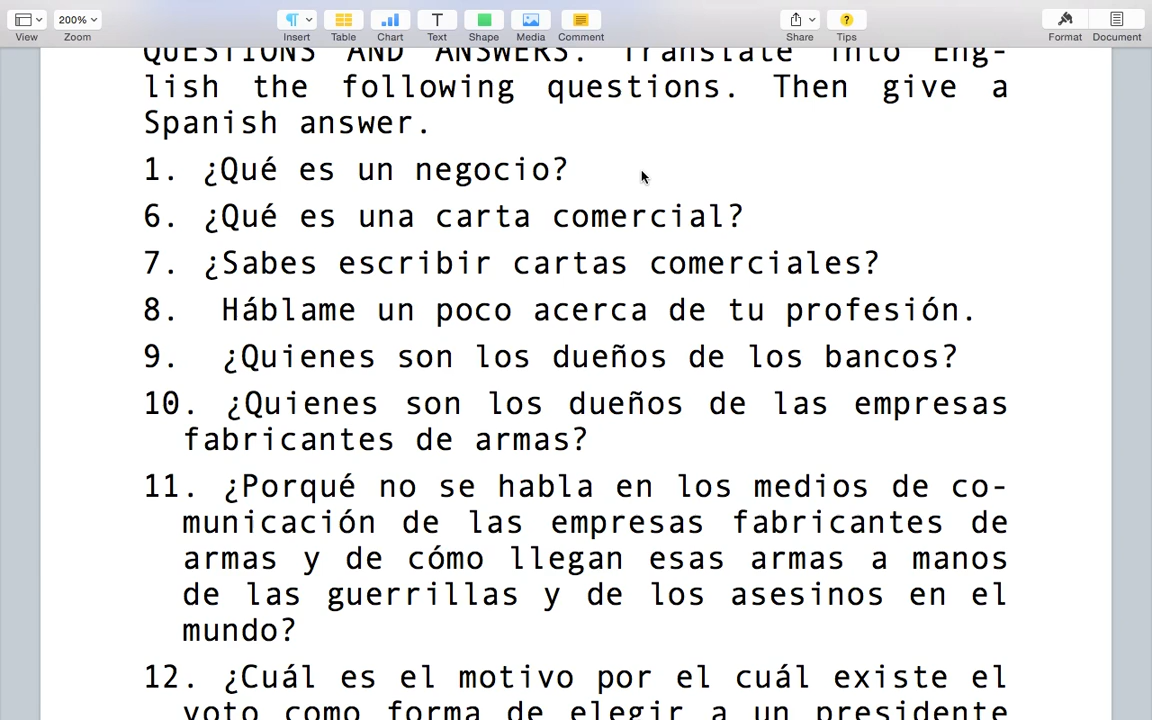 200%
View
Zoom
Insert
Table
Chart
T
Text
Shape
Media
Comment
Share
?
Tips
Format
Document
QUESTIONS AND ANSWERS. Translate into Eng-
lish the following questions. Then give a
Spanish answer.
1. ¿Qué es un negocio?
6. ¿Qué es una carta comercial?
7. ¿Sabes escribir cartas comerciales?
8. Háblame un poco acerca de tu profesión.
9. ¿Quienes son los dueños de los bancos?
10. ¿Quienes son los dueños de las empresas
fabricantes de armas?
11. ¿Porqué no se habla en los medios de co-
municación de las empresas fabricantes de
armas y de cómo llegan esas armas a manos
de las guerrillas y de los asesinos en el
mundo?
12. ¿Cuál es el motivo por el cuál existe el
voto como forma de elegir a un presidente